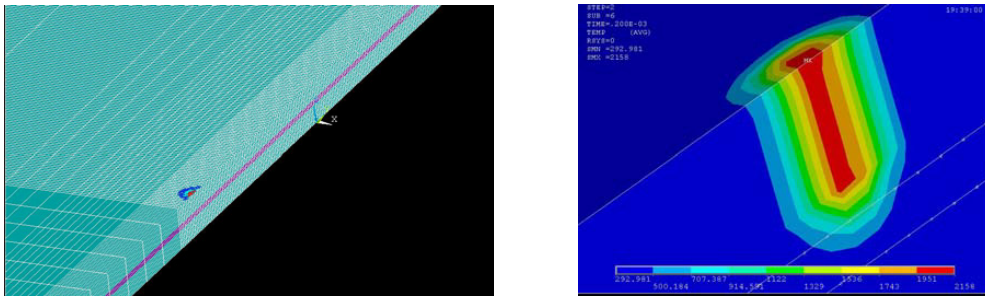 X
STEP=2
SUB =6
TIME=.200E-03
TEMP (AVG)
RSYS=0
SMN =292.981
SMX =2158
19:39:00
MX
292.981 707.387 1122 1536 1951
500.184 914.591 1329 1743 2158